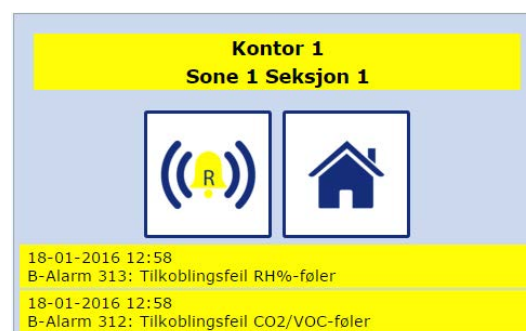 Kontor 1
Sone 1 Seksjon 1
R
18-01-2016 12:58
B-Alarm 313: Tilkoblingsfeil RH%-føler
18-01-2016 12:58
B-Alarm 312: Tilkoblingsfeil CO2/VOC-føler